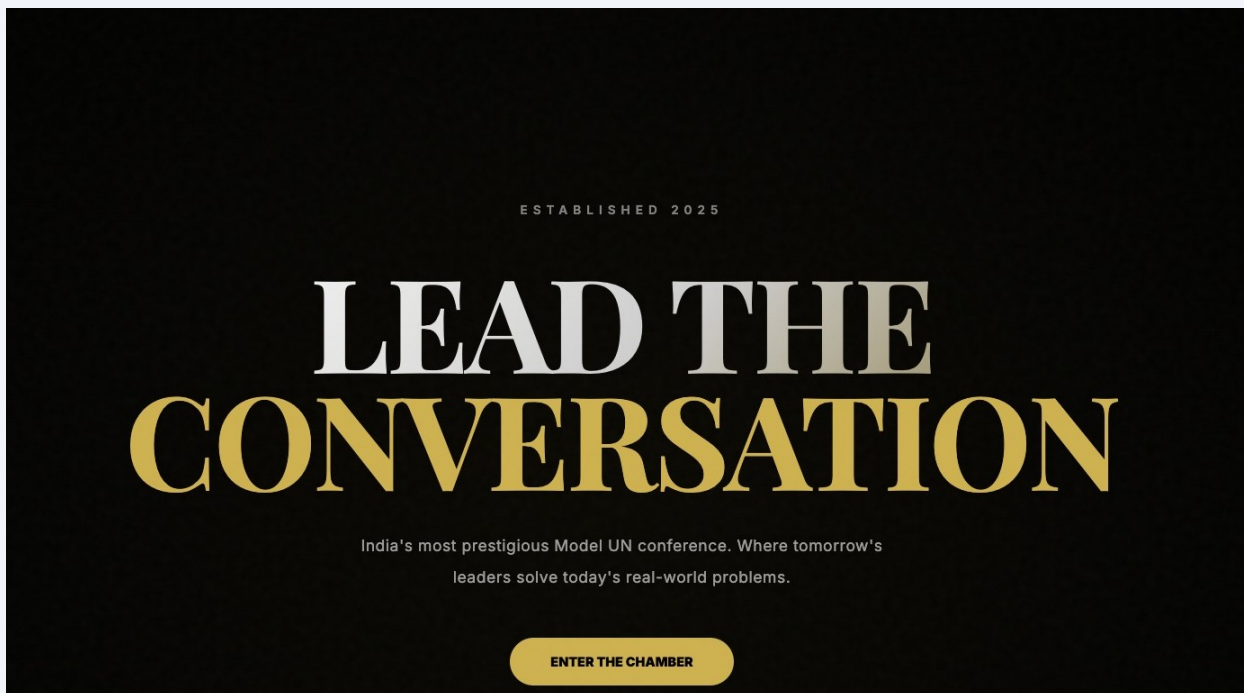 ESTABLISHED 2025
LEAD THE
CONVERSATION
India's most prestigious Model UN conference. Where tomorrow's
leaders solve today's real-world problems.
ENTER THE CHAMBER